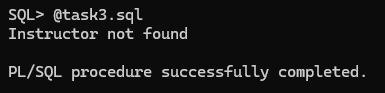 SQL> @task3.sql
Instructor not found
PL/SQL procedure successfully completed.